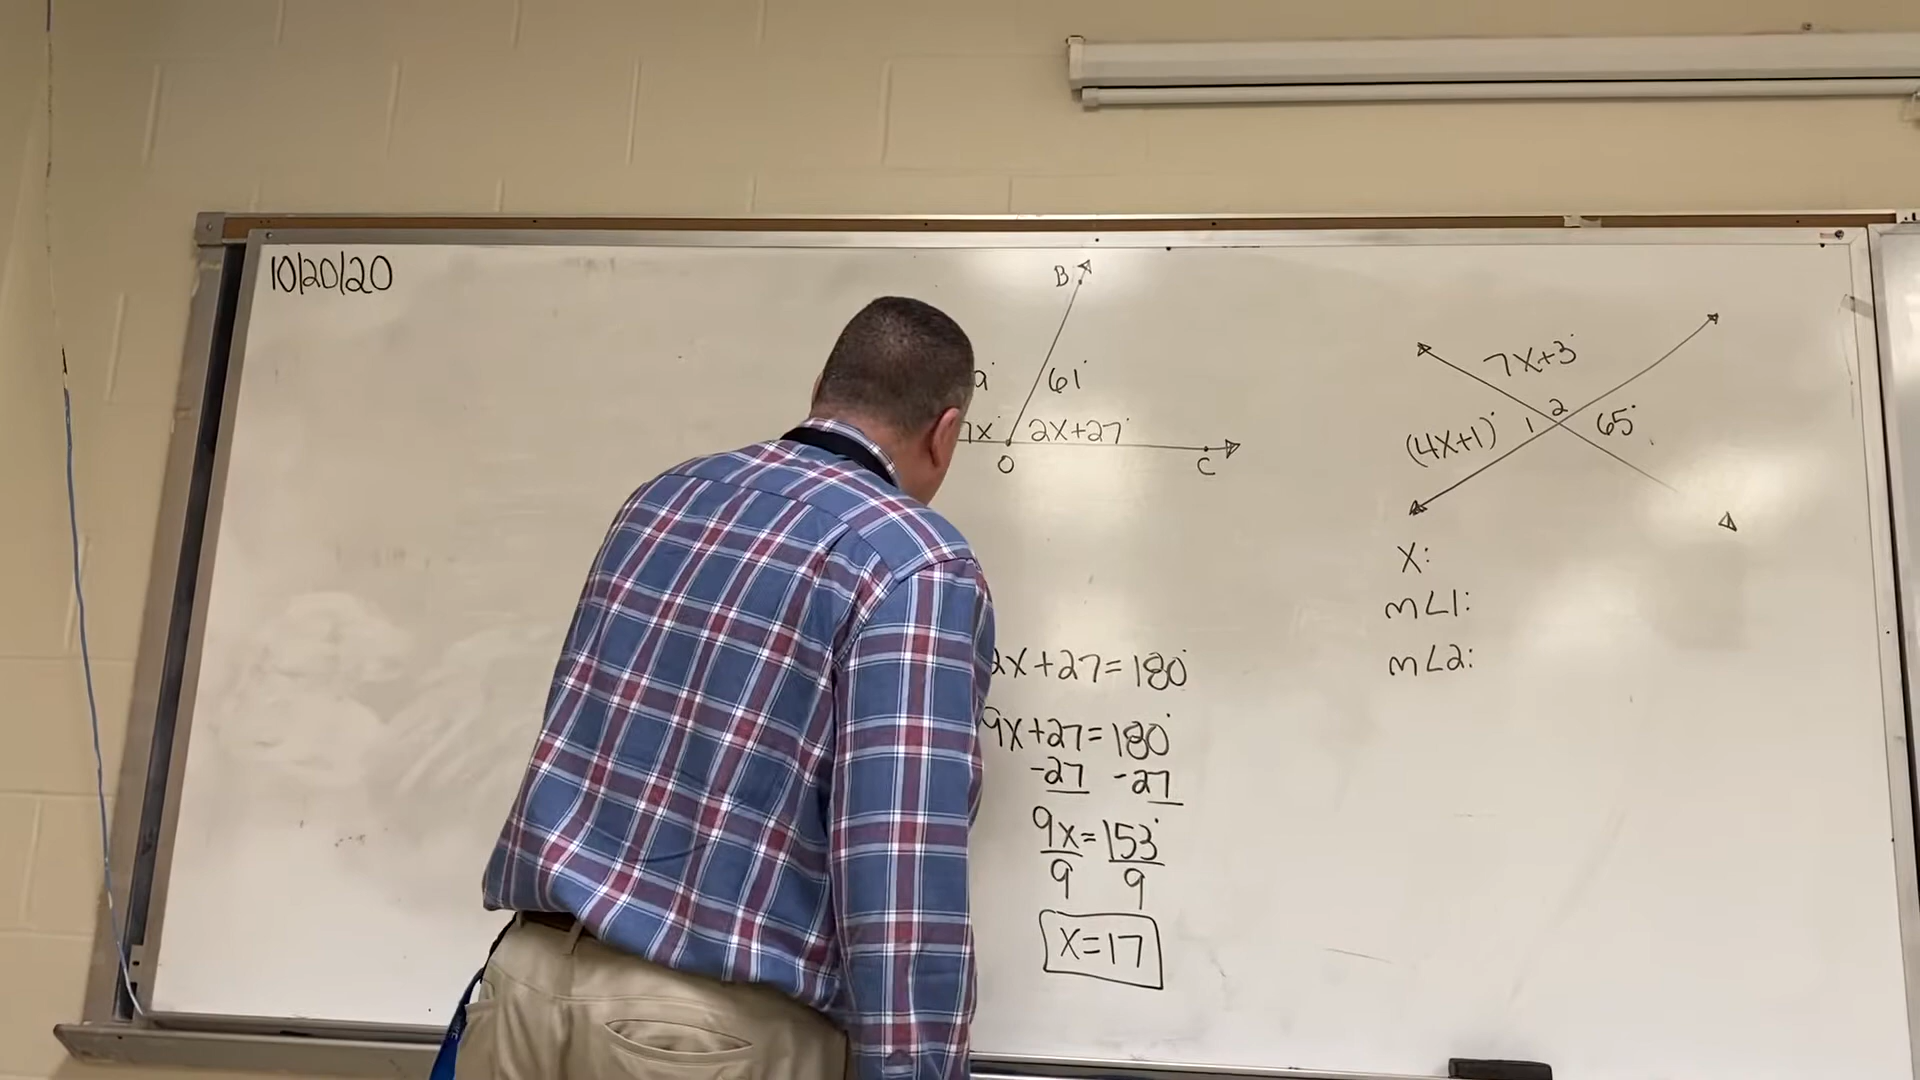 10/20/20
B
61°
7x° 2x+27°
O C
2x+27=180°
9x+27=180°
-27 -27
9x=153°
9 9
x=17
7x+3°
(4x+1)° 1 2 65°
x:
m∠1:
m∠2: